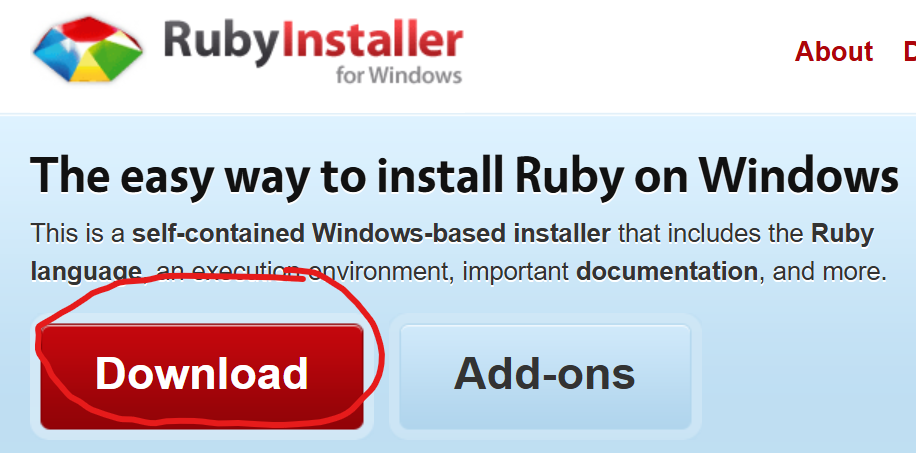 RubyInstaller
for Windows
About D
The easy way to install Ruby on Windows
This is a self-contained Windows-based installer that includes the Ruby
language, an execution environment, important documentation, and more.
Download Add-ons